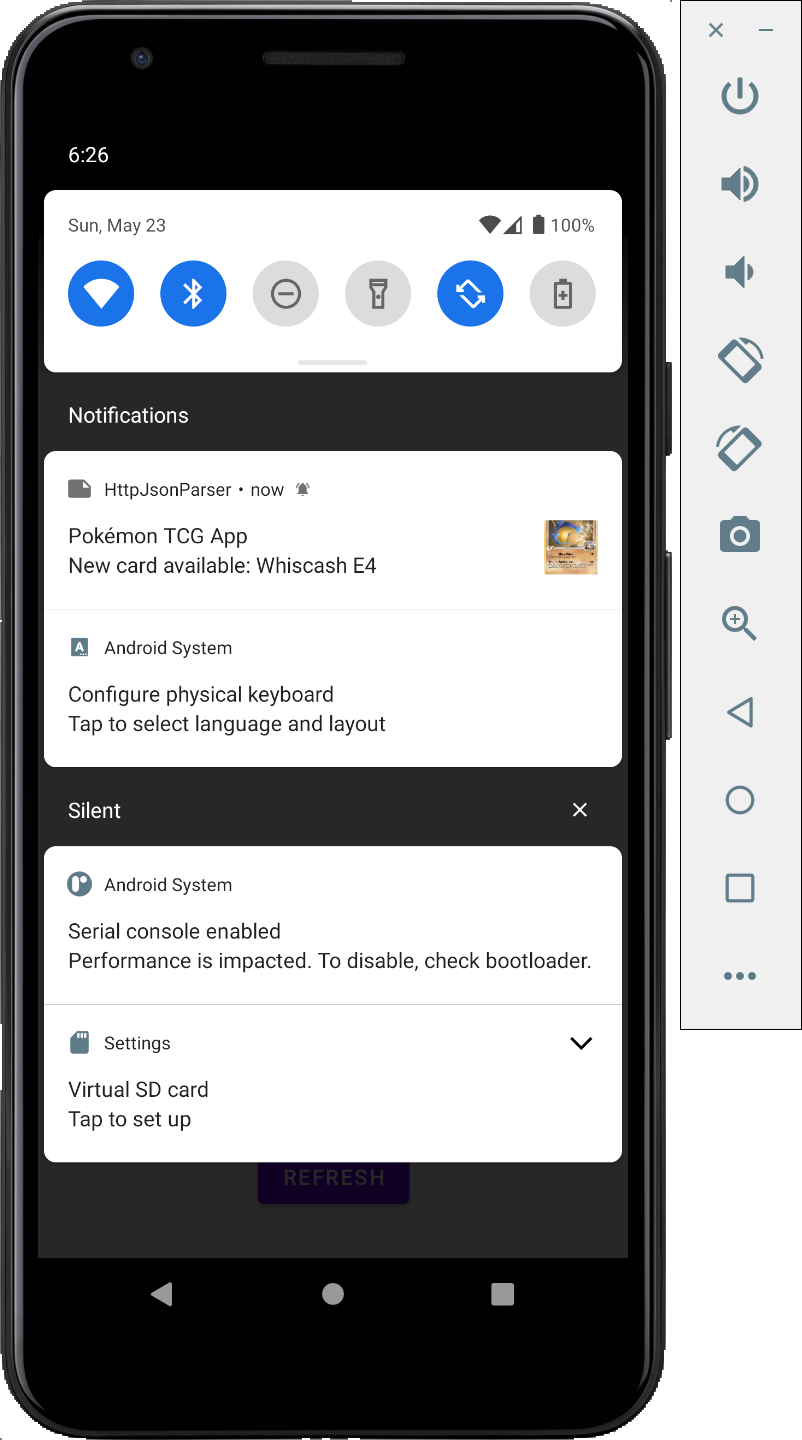 6:26
Sun, May 23
100%
Notifications
HttpJsonParser • now
Pokémon TCG App
New card available: Whiscash E4
Android System
Configure physical keyboard
Tap to select language and layout
Silent
Android System
Serial console enabled
Performance is impacted. To disable, check bootloader.
Settings
Virtual SD card
Tap to set up
REFRESH